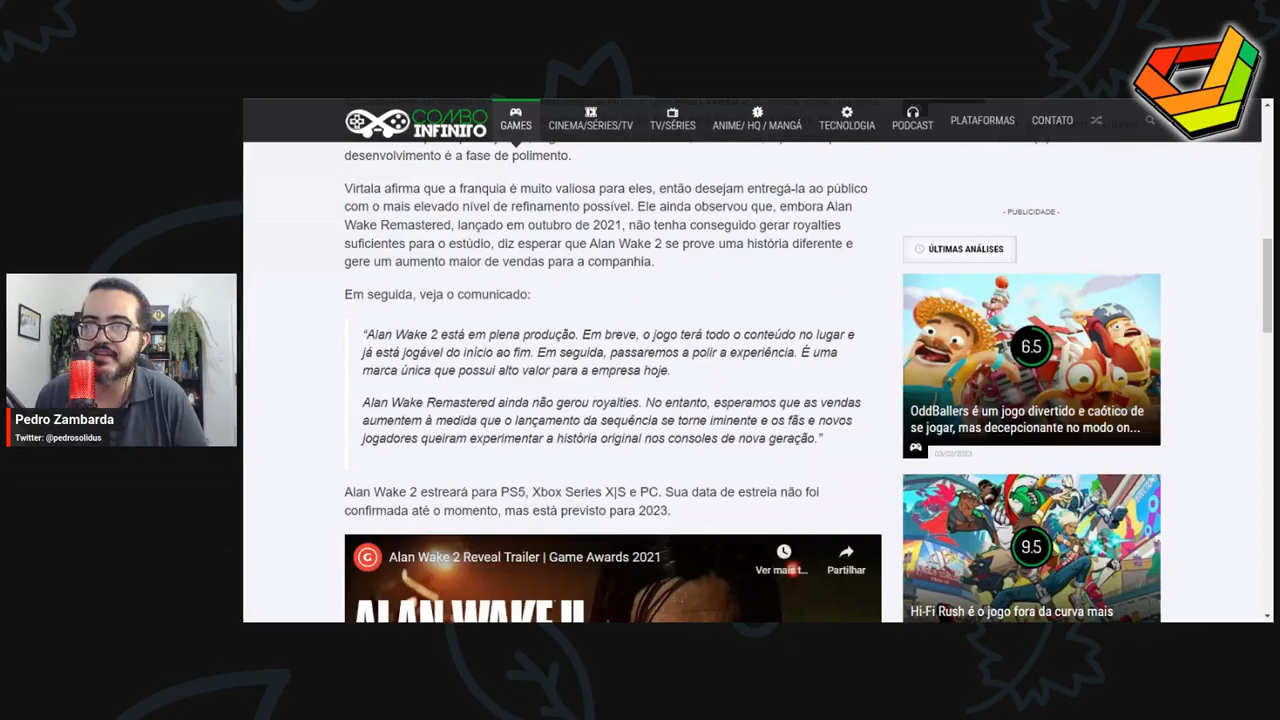 COMBO
INFINITO
GAMES
CINEMA/SÉRIES/TV
TV/SÉRIES
ANIME/ HQ / MANGÁ
TECNOLOGIA
PODCAST
PLATAFORMAS
CONTATO
desenvolvimento é a fase de polimento.
Virtala afirma que a franquia é muito valiosa para eles, então desejam entregá-la ao público
com o mais elevado nível de refinamento possível. Ele ainda observou que, embora Alan
Wake Remastered, lançado em outubro de 2021, não tenha conseguido gerar royalties
suficientes para o estúdio, diz esperar que Alan Wake 2 se prove uma história diferente e
gere um aumento maior de vendas para a companhia.
Em seguida, veja o comunicado:
“Alan Wake 2 está em plena produção. Em breve, o jogo terá todo o conteúdo no lugar e
já está jogável do início ao fim. Em seguida, passaremos a polir a experiência. É uma
marca única que possui alto valor para a empresa hoje.
Alan Wake Remastered ainda não gerou royalties. No entanto, esperamos que as vendas
aumentem à medida que o lançamento da sequência se torne iminente e os fãs e novos
jogadores queiram experimentar a história original nos consoles de nova geração.”
Alan Wake 2 estreará para PS5, Xbox Series X|S e PC. Sua data de estreia não foi
confirmada até o momento, mas está previsto para 2023.
G
Alan Wake 2 Reveal Trailer | Game Awards 2021
Ver mais t...
Partilhar
ALAN WAKE II
- PUBLICIDADE -
ÚLTIMAS ANÁLISES
6.5
OddBallers é um jogo divertido e caótico de
se jogar, mas decepcionante no modo on...
03/02/2023
9.5
Hi-Fi Rush é o jogo fora da curva mais
Pedro Zambarda
Twitter: @pedrosolidus